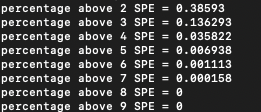 percentage above 2 SPE = 0.38593
percentage above 3 SPE = 0.136293
percentage above 4 SPE = 0.035822
percentage above 5 SPE = 0.006938
percentage above 6 SPE = 0.001113
percentage above 7 SPE = 0.000158
percentage above 8 SPE = 0
percentage above 9 SPE = 0